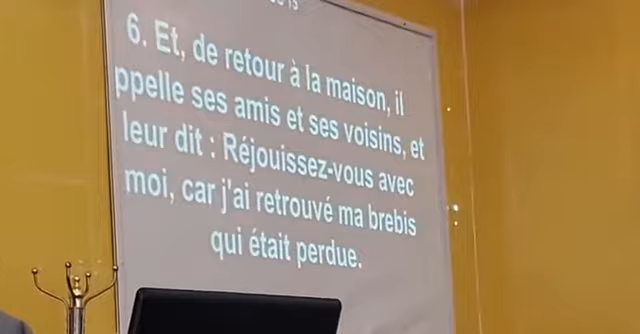 15
6. Et, de retour à la maison, il
ppelle ses amis et ses voisins, et
leur dit : Réjouissez-vous avec
moi, car j'ai retrouvé ma brebis
qui était perdue.